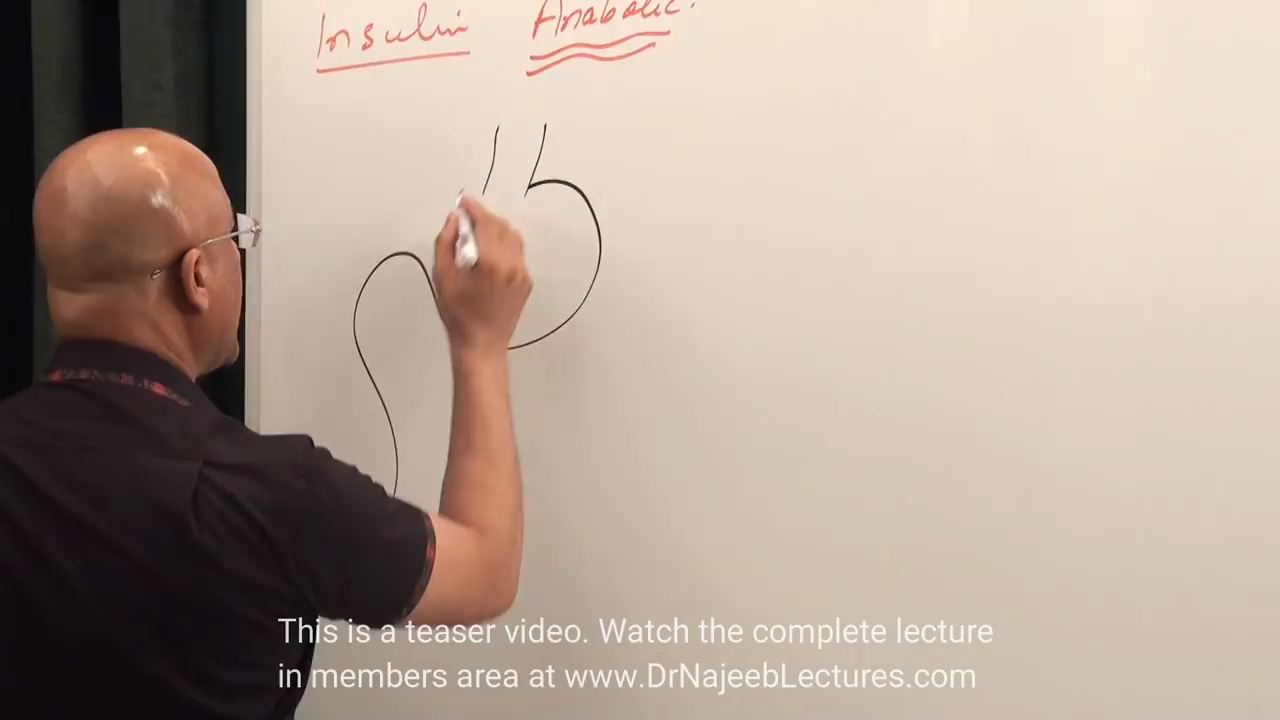 Insulin Anabolic.
This is a teaser video. Watch the complete lecture
in members area at www.DrNajeebLectures.com